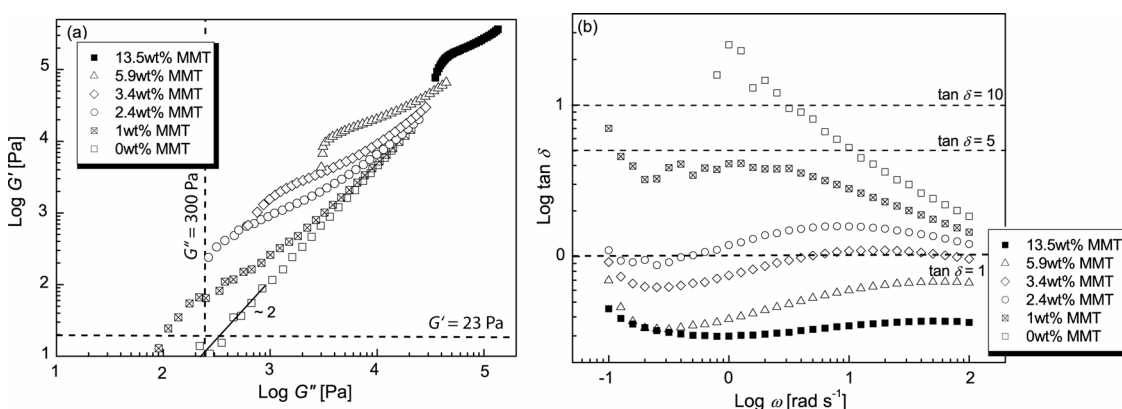 (a)
13.5wt% MMT
5.9wt% MMT
3.4wt% MMT
2.4wt% MMT
1wt% MMT
0wt% MMT
G″ = 300 Pa
G′ = 23 Pa
~2
5
4
3
2
1
Log G′ [Pa]
1
2
3
4
5
Log G″ [Pa]
(b)
tan δ = 10
tan δ = 5
tan δ = 1
13.5wt% MMT
5.9wt% MMT
3.4wt% MMT
2.4wt% MMT
1wt% MMT
0wt% MMT
1
0
Log tan δ
-1
0
1
2
Log ω [rad s⁻¹]